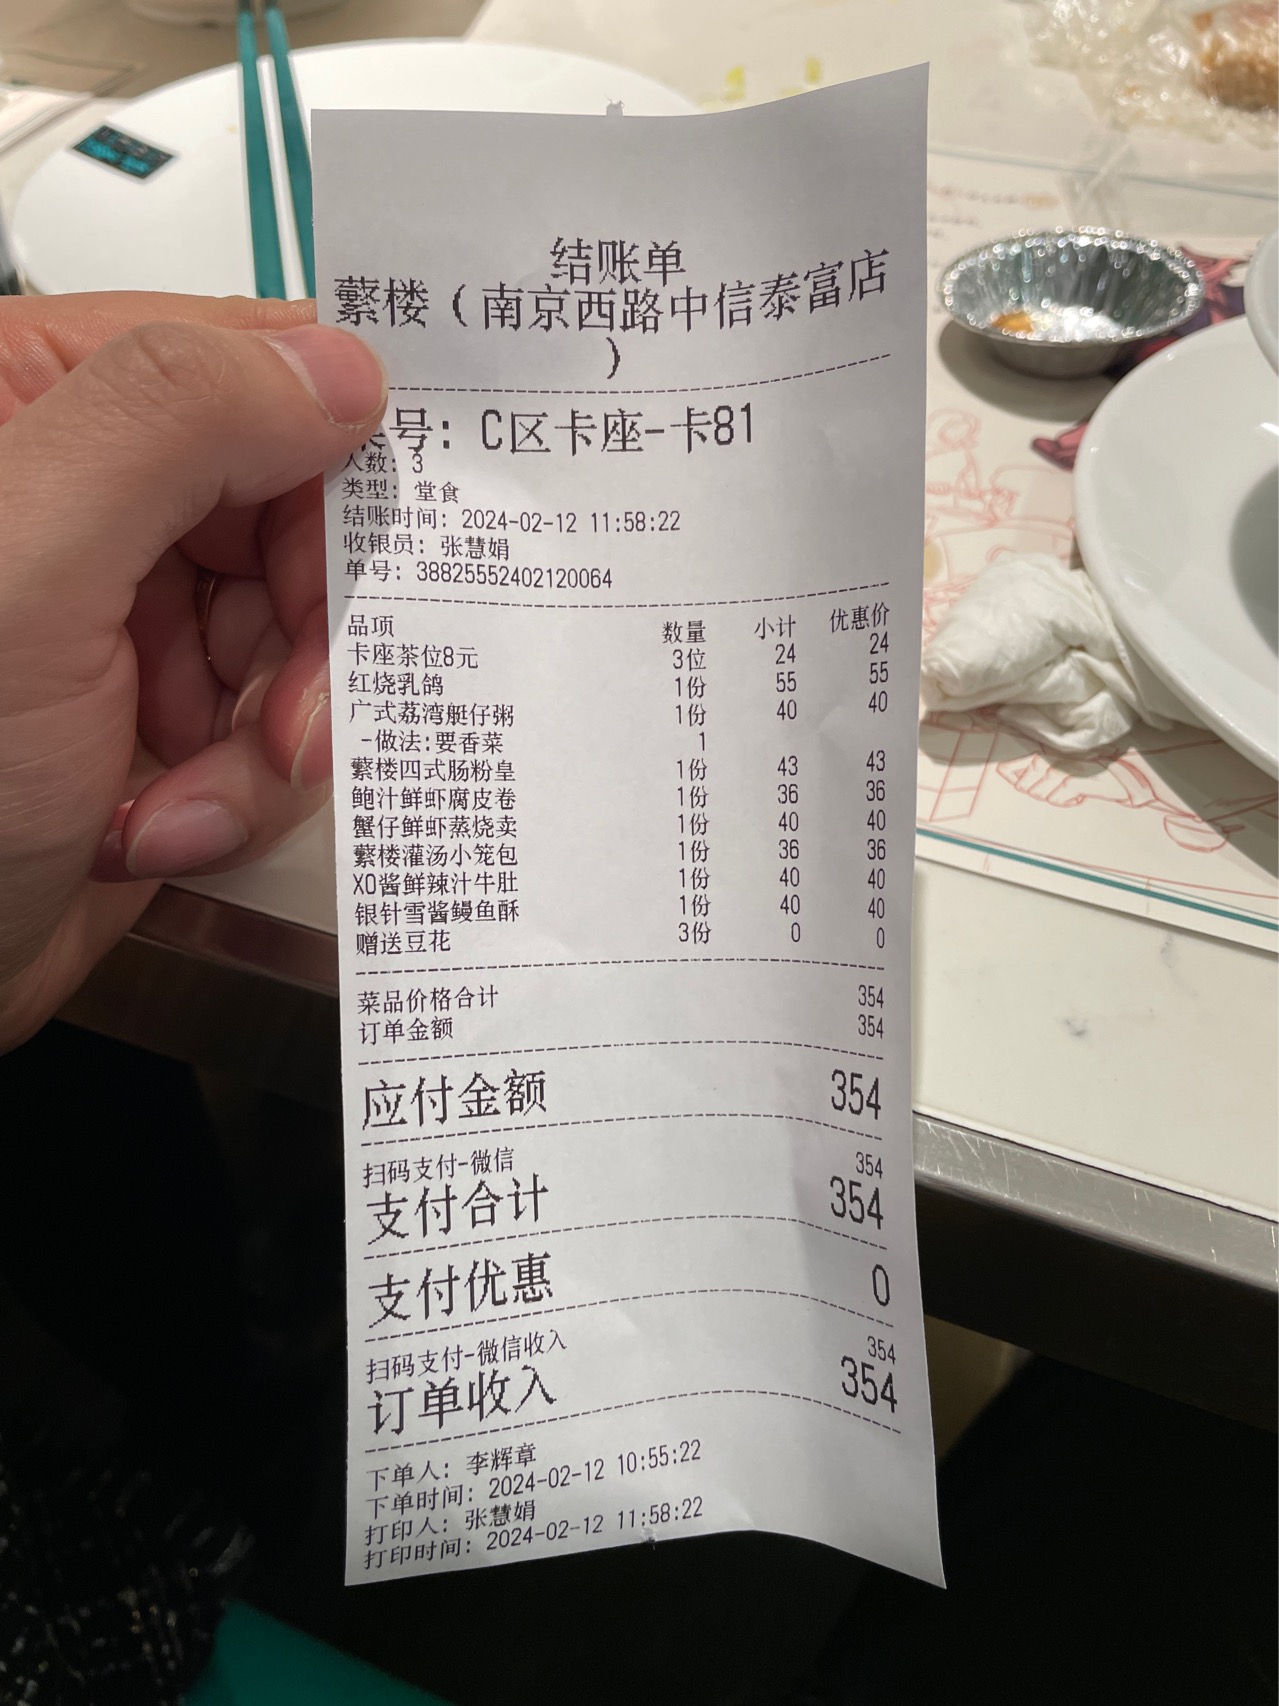 结账单
蘩楼（南京西路中信泰富店
）
号：C区卡座-卡81
人数：3
类型：堂食
结账时间：2024-02-12 11:58:22
收银员：张慧娟
单号：38825552402120064
品项 数量 小计 优惠价
卡座茶位8元 3位 24 24
红烧乳鸽 1份 55 55
广式荔湾艇仔粥 1份 40 40
-做法:要香菜 1
蘩楼四式肠粉皇 1份 43 43
鲍汁鲜虾腐皮卷 1份 36 36
蟹仔鲜虾蒸烧卖 1份 40 40
蘩楼灌汤小笼包 1份 36 36
XO酱鲜辣汁牛肚 1份 40 40
银针雪酱鳗鱼酥 1份 40 40
赠送豆花 3份 0 0
菜品价格合计 354
订单金额 354
应付金额 354
扫码支付-微信 354
支付合计 354
支付优惠 0
扫码支付-微信收入 354
订单收入 354
下单人：李辉章
下单时间：2024-02-12 10:55:22
打印人：张慧娟
打印时间：2024-02-12 11:58:22